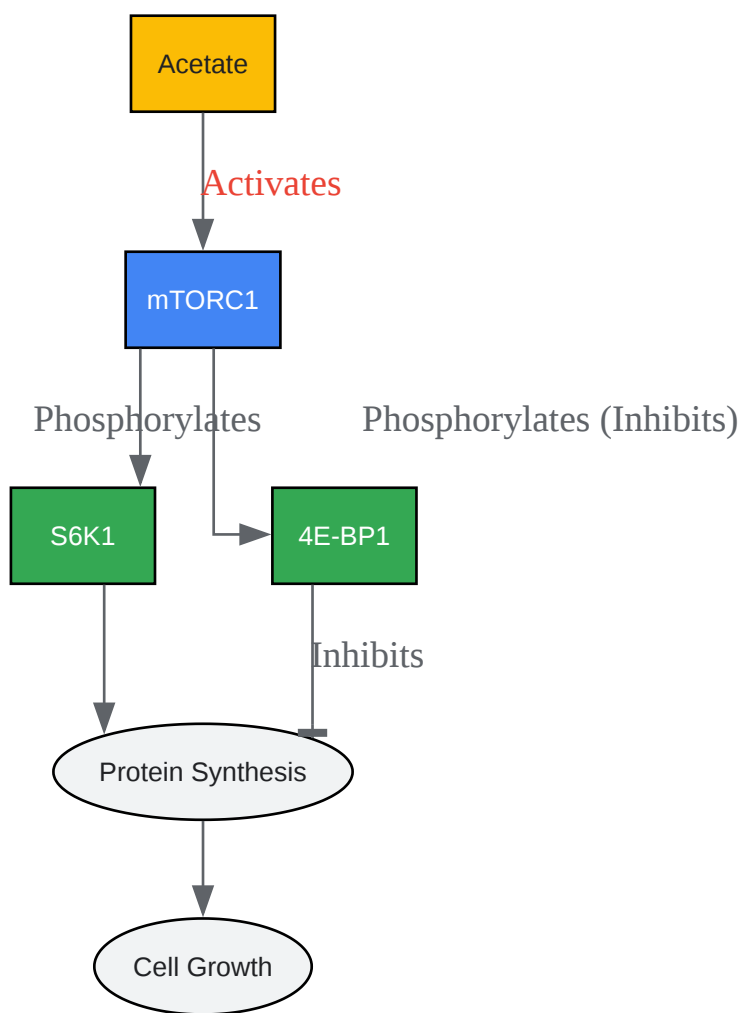 Acetate
Activates
mTORC1
Phosphorylates
Phosphorylates (Inhibits)
S6K1
4E-BP1
Inhibits
Protein Synthesis
Cell Growth